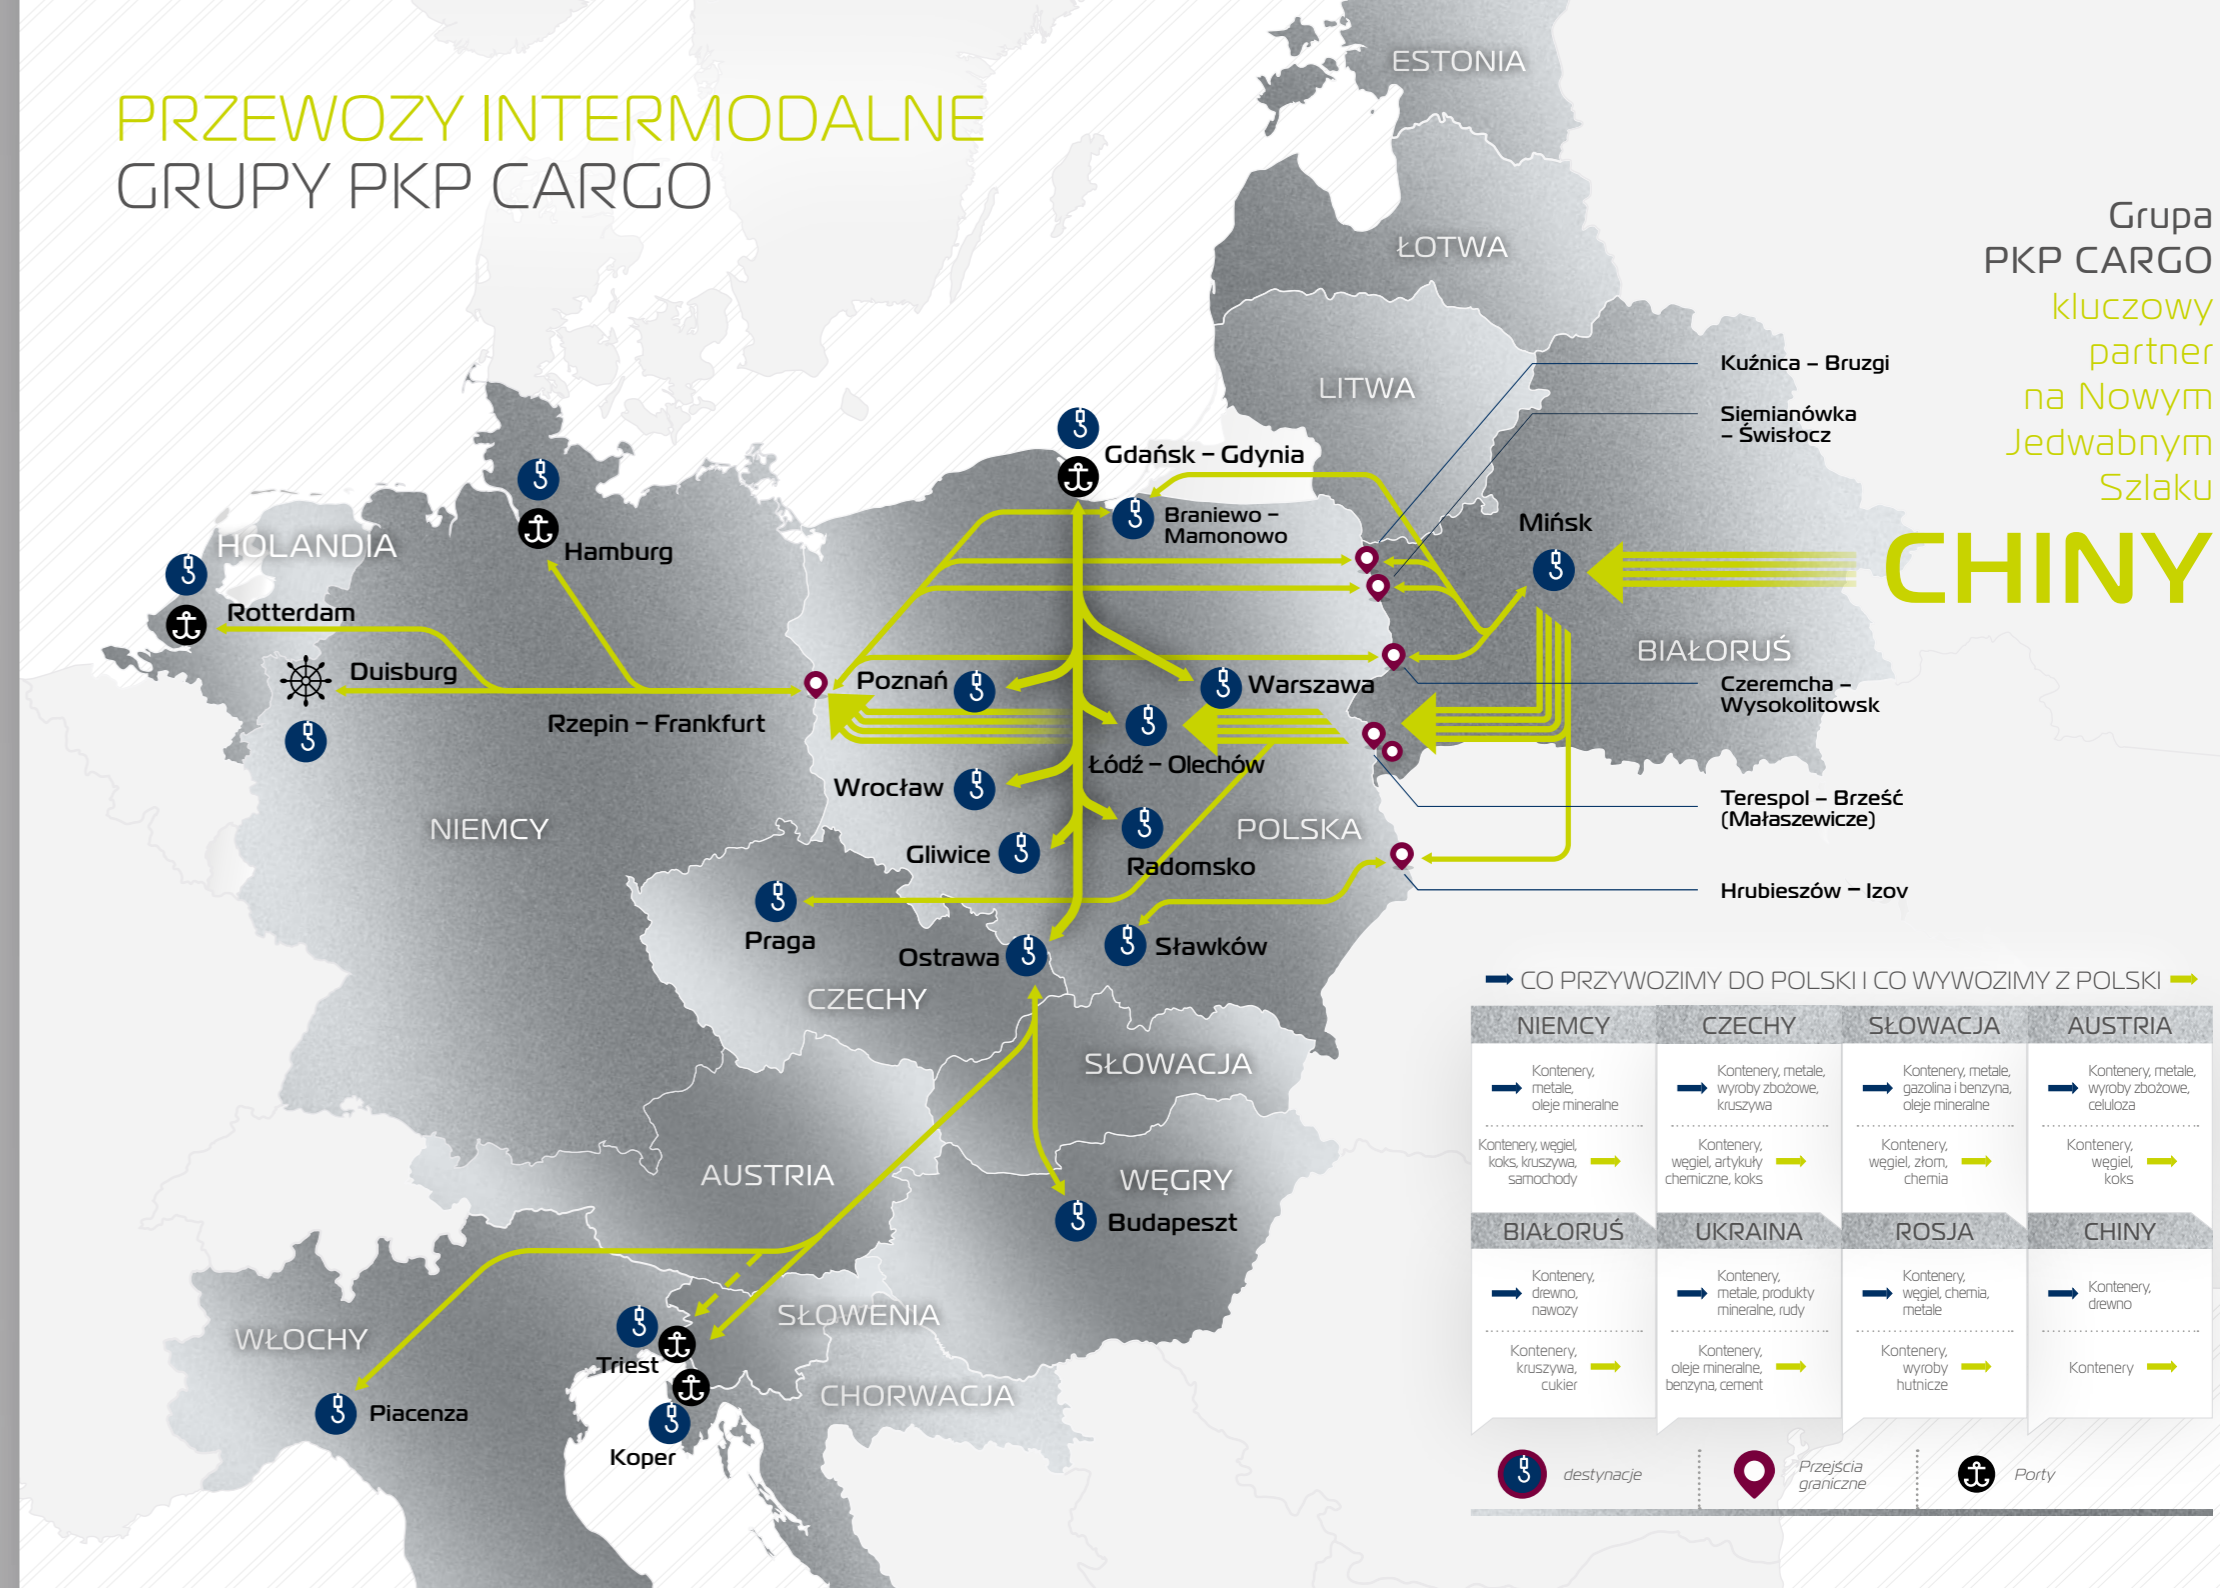 PRZEWOZY INTERMODALNE
GRUPY PKP CARGO
Grupa
PKP CARGO
kluczowy
partner
na Nowym
Jedwabnym
Szlaku
CHINY
ESTONIA
ŁOTWA
LITWA
Kuźnica – Bruzgi
Siemianówka
– Świsłocz
Gdańsk – Gdynia
Braniewo –
Mamonowo
Mińsk
HOLANDIA
Hamburg
Rotterdam
BIAŁORUŚ
Duisburg
Rzepin – Frankfurt
Poznań
Warszawa
Czeremcha –
Wysokolitowsk
Łódź – Olechów
Wrocław
Terespol – Brześć
(Małaszewicze)
NIEMCY
POLSKA
Gliwice
Radomsko
Hrubieszów – Izov
Praga
Ostrawa
Sławków
CZECHY
SŁOWACJA
AUSTRIA
WĘGRY
Budapeszt
SŁOWENIA
WŁOCHY
Triest
CHORWACJA
Piacenza
Koper
CO PRZYWOZIMY DO POLSKI I CO WYWOZIMY Z POLSKI
NIEMCY
Kontenery,
metale,
oleje mineralne
Kontenery, węgiel,
koks, kruszywa,
samochody
CZECHY
Kontenery, metale,
wyroby zbożowe,
kruszywa
Kontenery,
węgiel, artykuły
chemiczne, koks
SŁOWACJA
Kontenery, metale,
gazolina i benzyna,
oleje mineralne
Kontenery,
węgiel, złom,
chemia
AUSTRIA
Kontenery, metale,
wyroby zbożowe,
celuloza
Kontenery,
węgiel,
koks
BIAŁORUŚ
Kontenery,
drewno,
nawozy
Kontenery,
kruszywa,
cukier
UKRAINA
Kontenery,
metale, produkty
mineralne, rudy
Kontenery,
oleje mineralne,
benzyna, cement
ROSJA
Kontenery,
węgiel, chemia,
metale
Kontenery,
wyroby
hutnicze
CHINY
Kontenery,
drewno
Kontenery
destynacje
Przejścia
graniczne
Porty